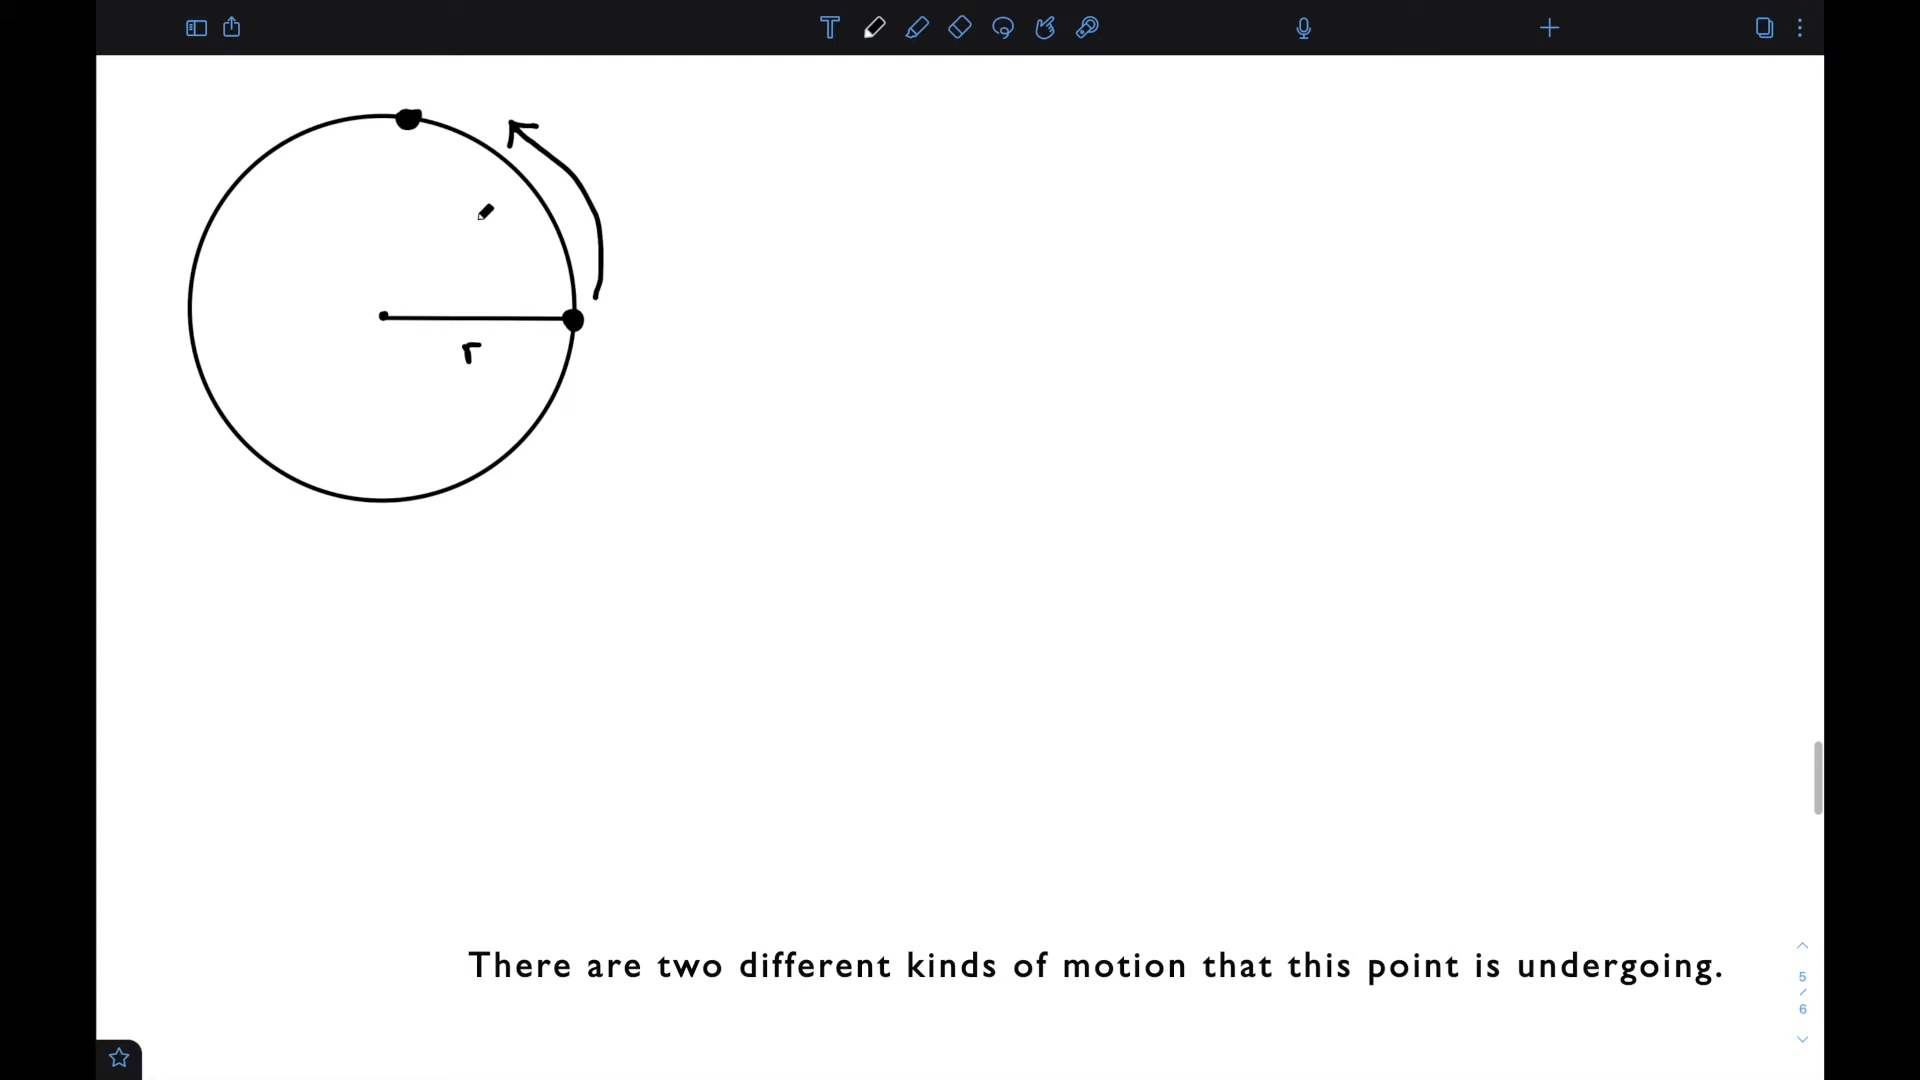 r
There are two different kinds of motion that this point is undergoing.
5
/
6